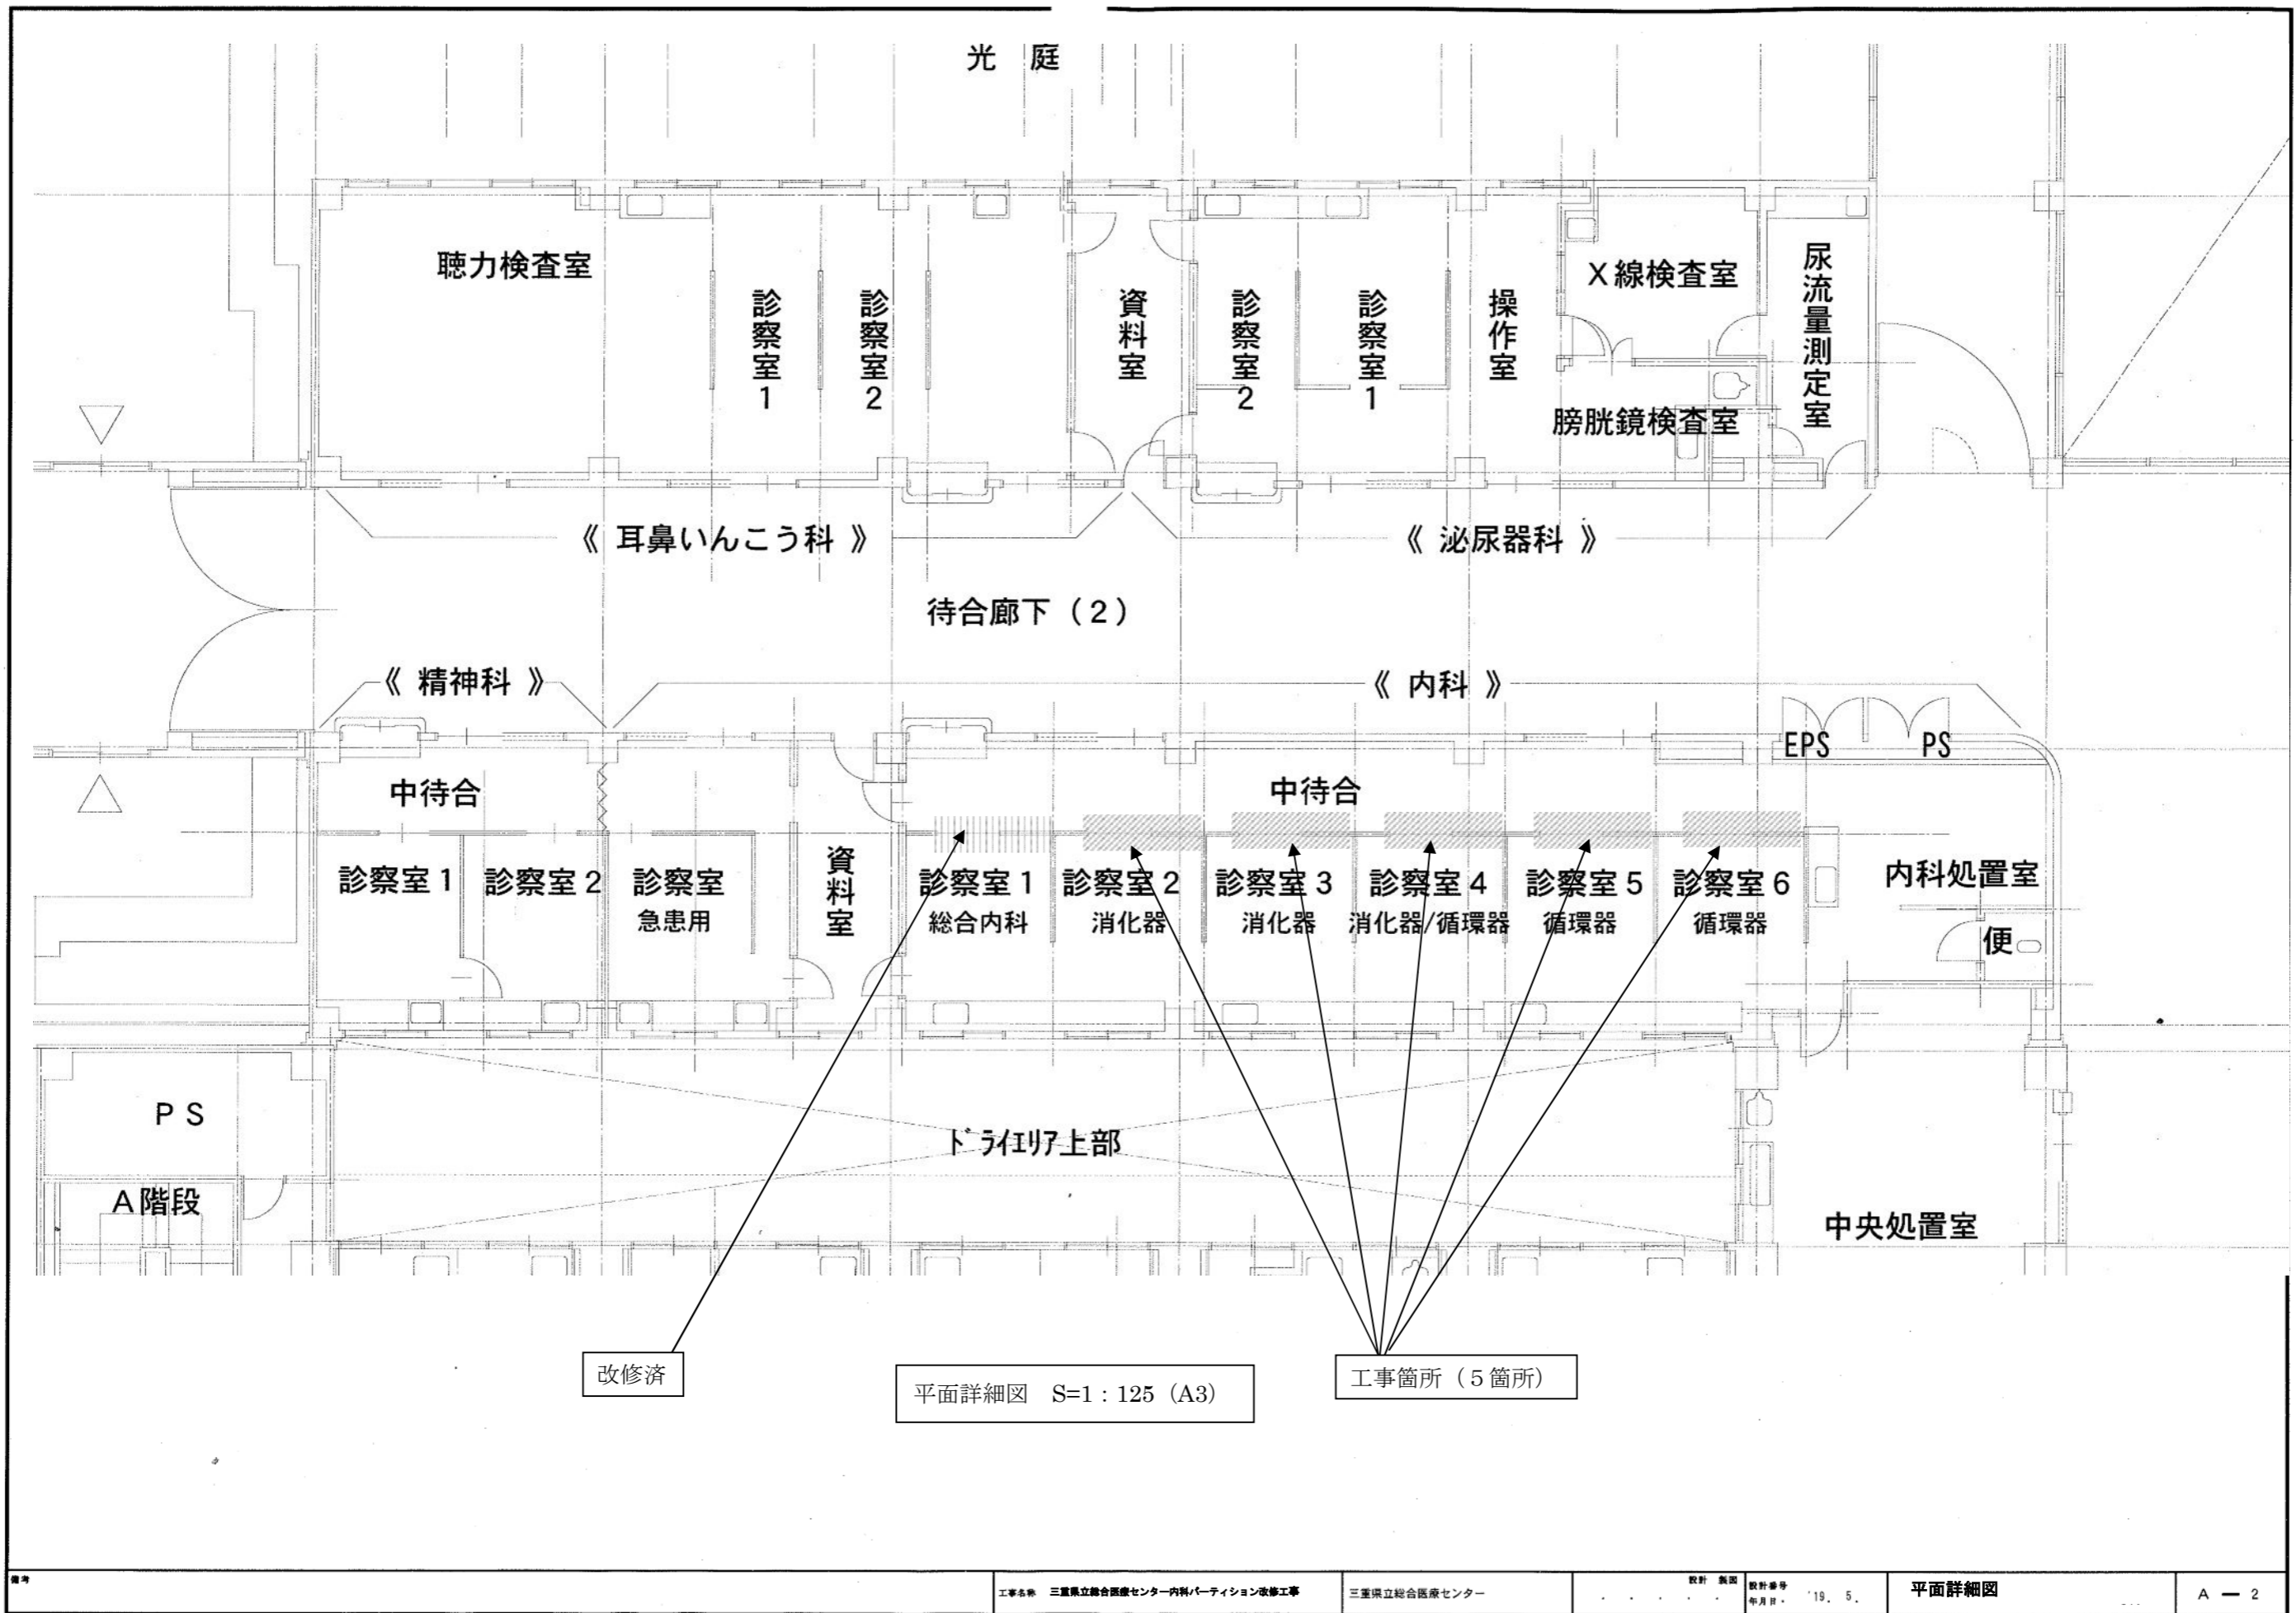 光 庭
聴力検査室
診察室1
診察室2
資料室
診察室2
診察室1
操作室
X線検査室
膀胱鏡検査室
尿流量測定室
《 耳鼻いんこう科 》
《 泌尿器科 》
待合廊下（2）
《 精神科 》
《 内科 》
EPS
PS
中待合
中待合
診察室1
診察室2
診察室
急患用
資料室
診察室1
総合内科
診察室2
消化器
診察室3
消化器
診察室4
消化器/循環器
診察室5
循環器
診察室6
循環器
内科処置室
便
PS
A階段
ドライエリア上部
中央処置室
改修済
平面詳細図 S=1：125（A3）
工事箇所（５箇所）
備考
工事名称 三重県立総合医療センター内科パーティション改修工事
三重県立総合医療センター
設計 製図
設計番号
年月日・ '19. 5.
平面詳細図
A — 2